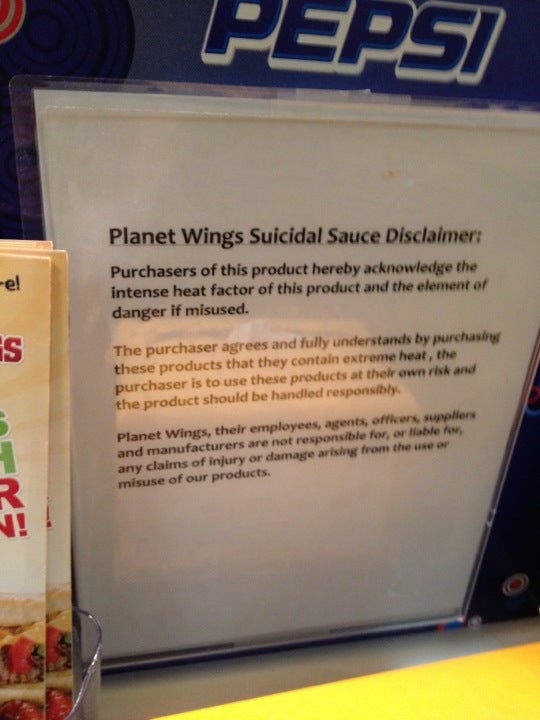 PEPSI
Planet Wings Suicidal Sauce Disclaimer:
Purchasers of this product hereby acknowledge the
intense heat factor of this product and the element of
danger if misused.
The purchaser agrees and fully understands by purchasing
these products that they contain extreme heat, the
purchaser is to use these products at their own risk and
the product should be handled responsibly.
Planet Wings, their employees, agents, officers, suppliers
and manufacturers are not responsible for, or liable for,
any claims of injury or damage arising from the use or
misuse of our products.